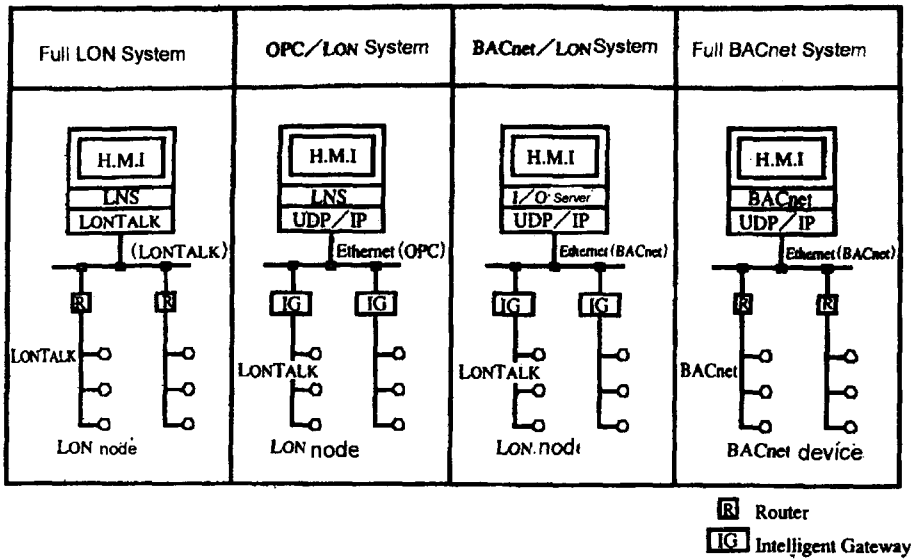 Full LON System
OPC/LON System
BACnet/LON System
Full BACnet System
H.M.I
LNS
LONTALK
(LONTALK)
R
R
LONTALK
LON node
H.M.I
LNS
UDP/IP
Ethernet (OPC)
IG
IG
LONTALK
LON node
H.M.I
I/O Server
UDP/IP
Ethernet (BACnet)
IG
IG
LONTALK
LON node
H.M.I
BACnet
UDP/IP
Ethernet (BACnet)
R
R
BACnet
BACnet device
R Router
IG Intelligent Gateway